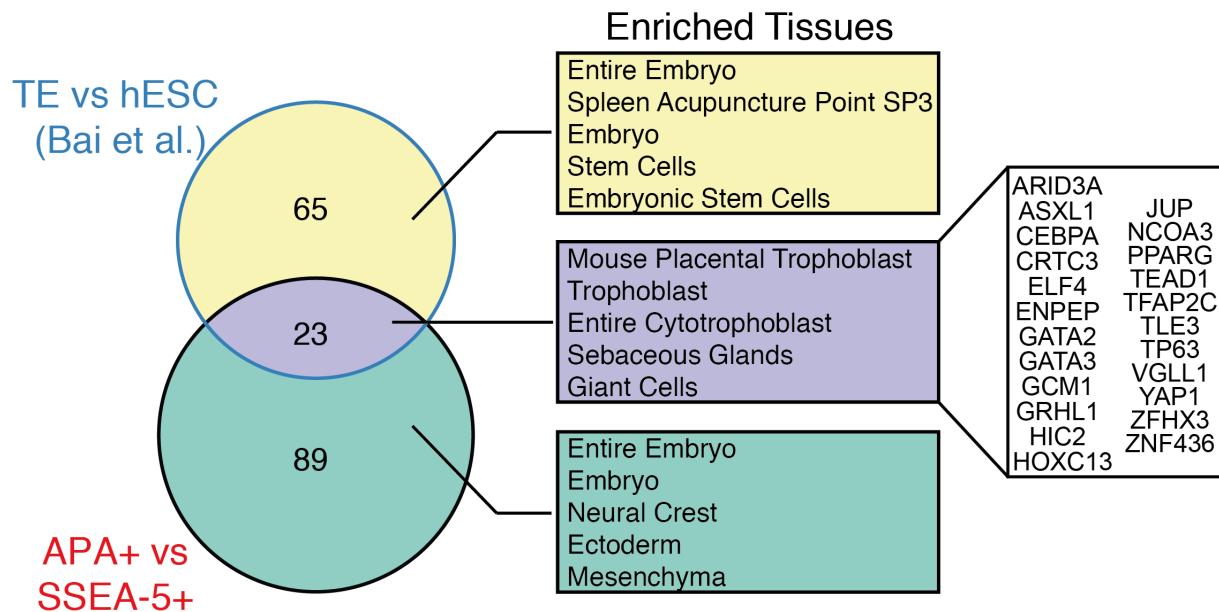 Enriched Tissues
TE vs hESC
(Bai et al.)
65
23
89
APA+ vs
SSEA-5+
Entire Embryo
Spleen Acupuncture Point SP3
Embryo
Stem Cells
Embryonic Stem Cells
Mouse Placental Trophoblast
Trophoblast
Entire Cytotrophoblast
Sebaceous Glands
Giant Cells
Entire Embryo
Embryo
Neural Crest
Ectoderm
Mesenchyma
ARID3A
ASXL1
CEBPA
CRTC3
ELF4
ENPEP
GATA2
GATA3
GCM1
GRHL1
HIC2
HOXC13
JUP
NCOA3
PPARG
TEAD1
TFAP2C
TLE3
TP63
VGLL1
YAP1
ZFHX3
ZNF436